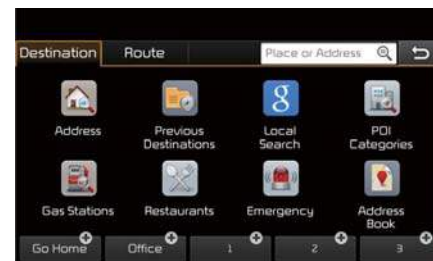 Destination Route Place or Address
Address Previous Destinations Local Search POI Categories
Gas Stations Restaurants Emergency Address Book
Go Home Office 1 2 3